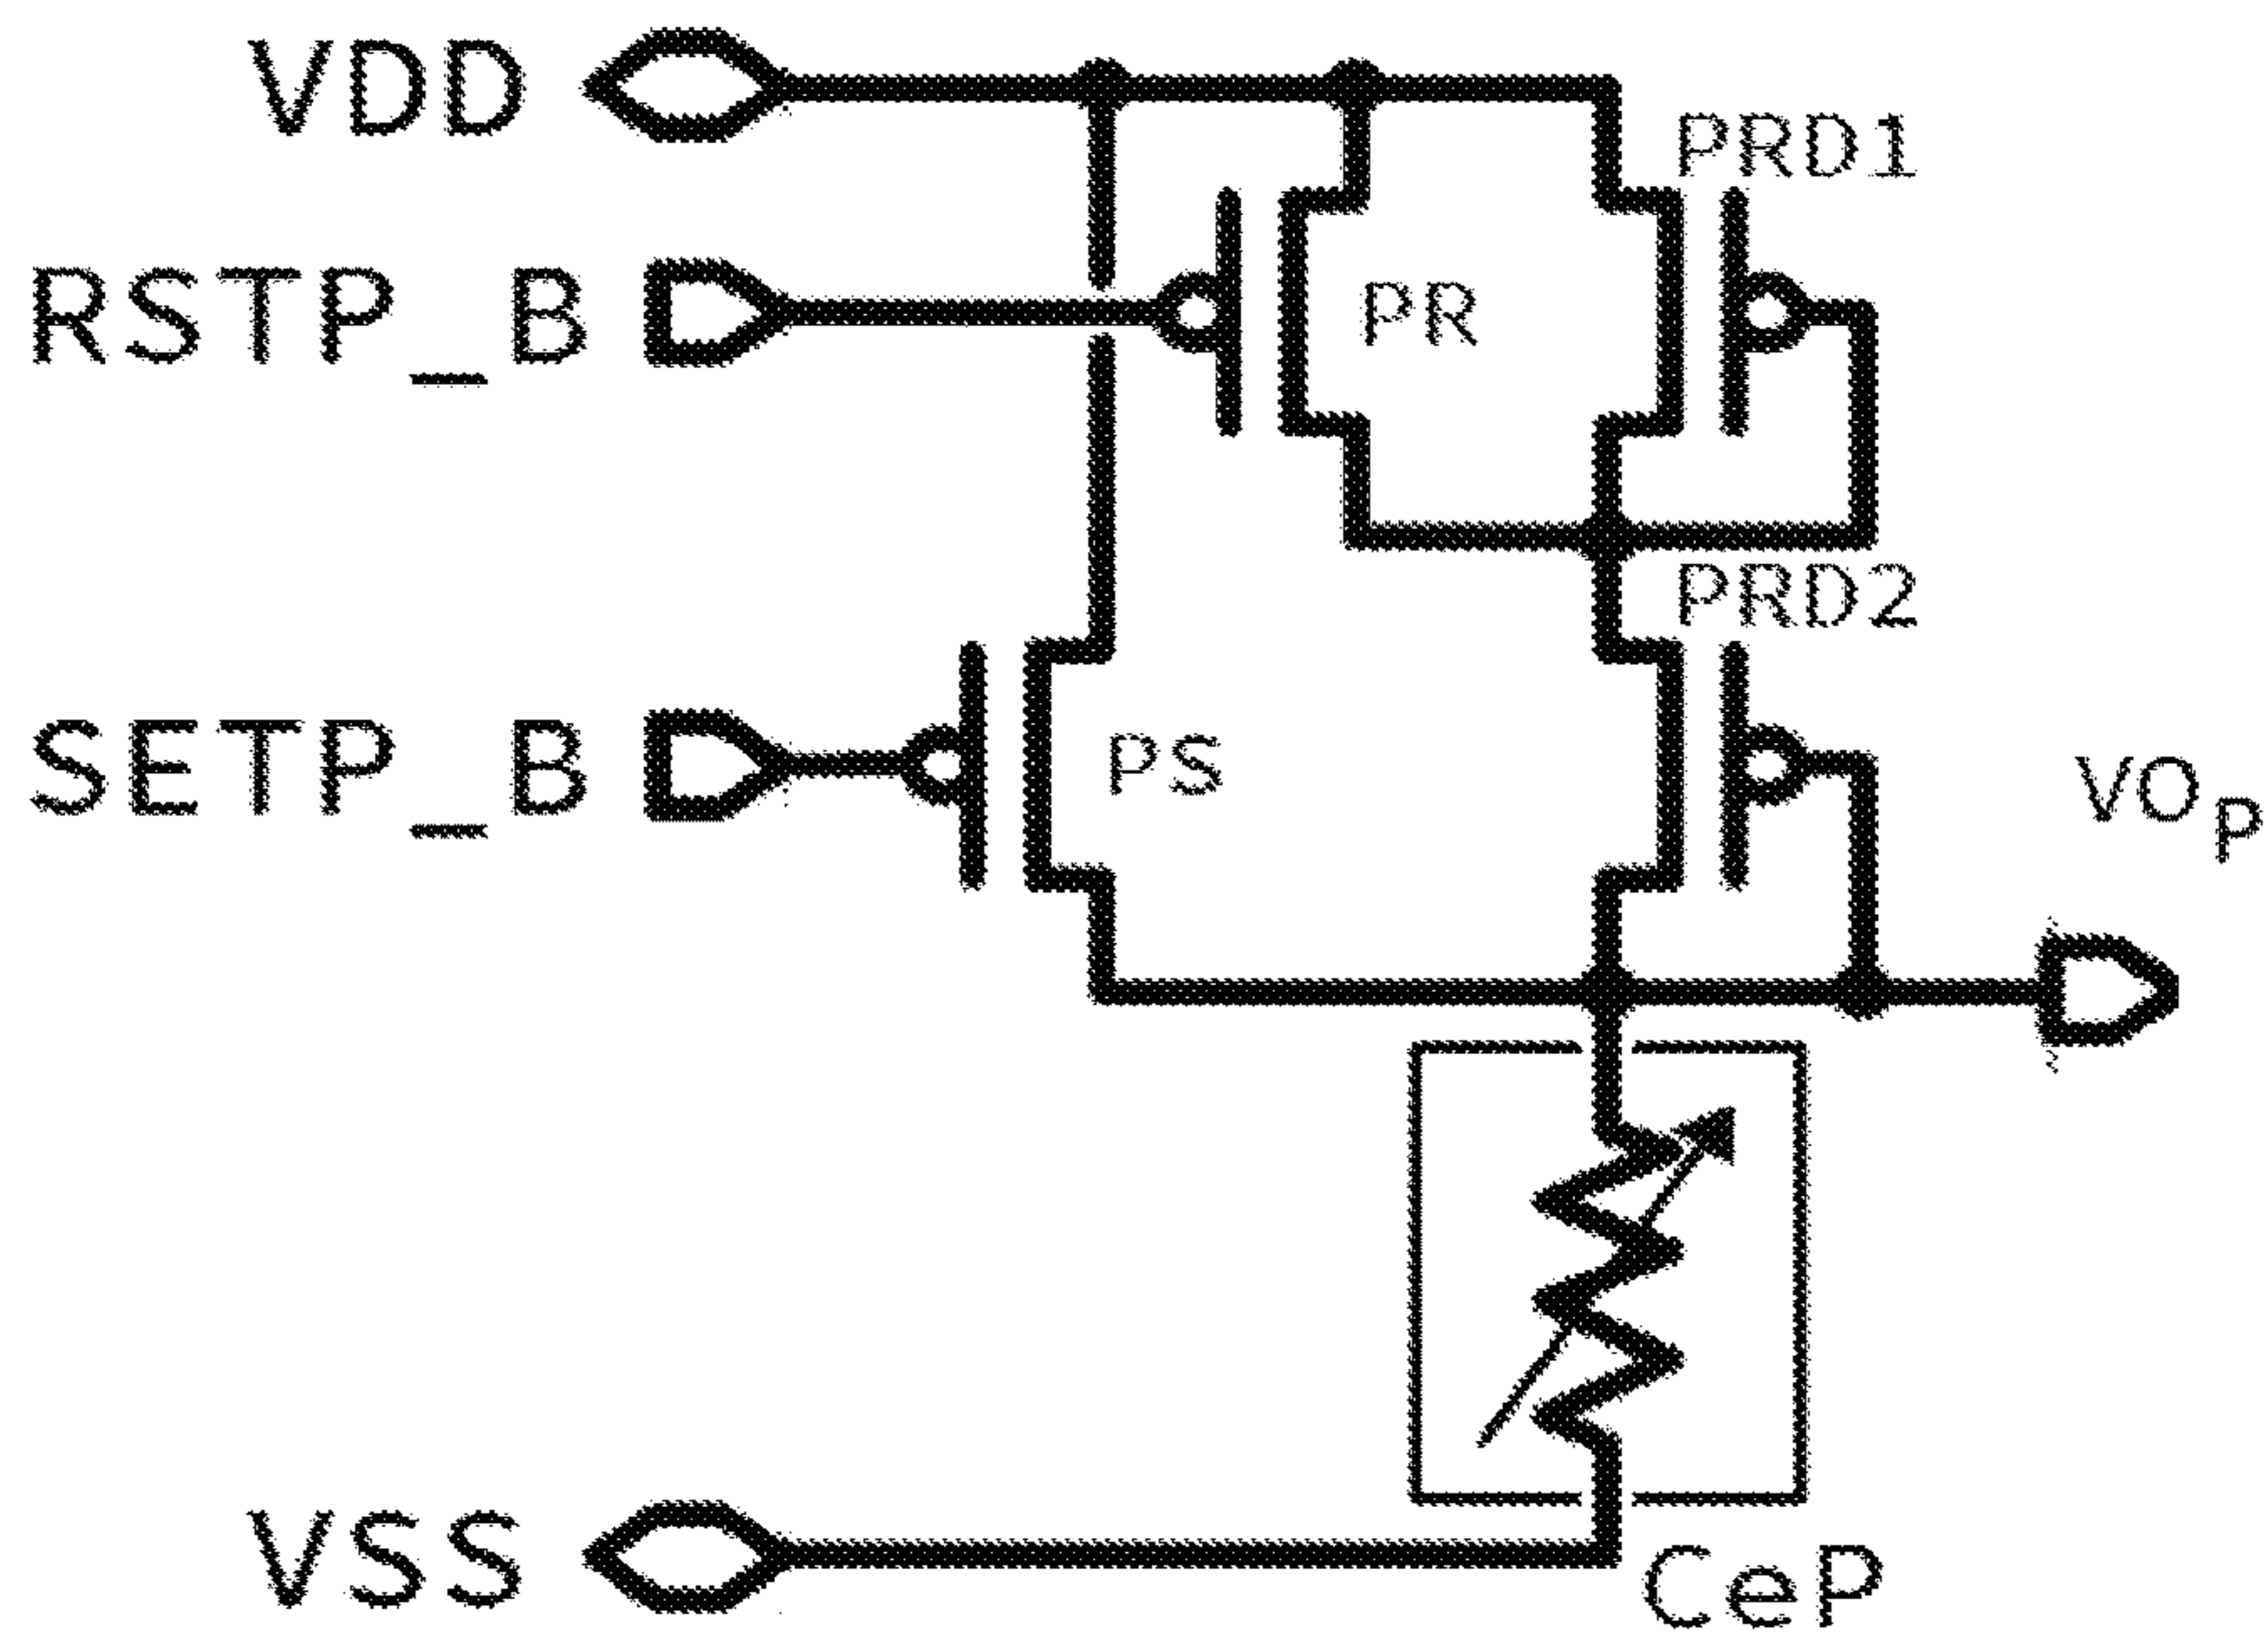 VDD
PRD1
RSTP_B
PR
PRD2
SETP_B
PS
VOP
VSS
CeP